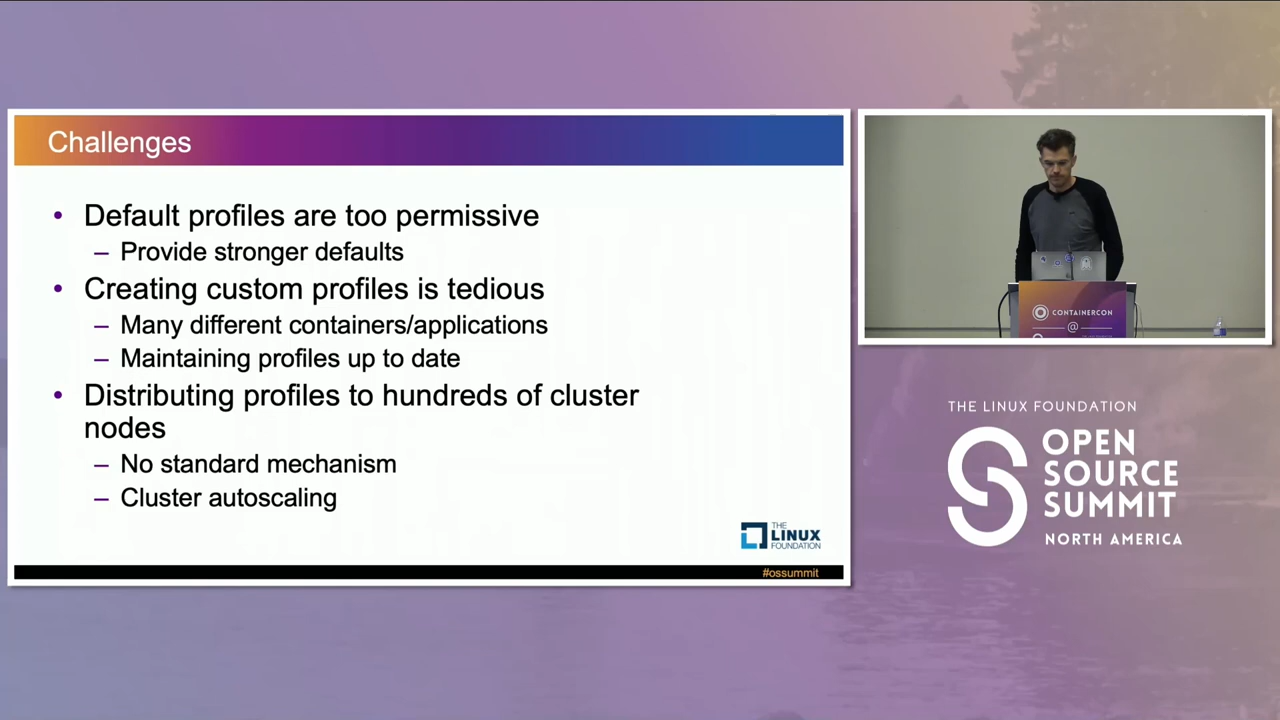 Challenges
• Default profiles are too permissive
– Provide stronger defaults
• Creating custom profiles is tedious
– Many different containers/applications
– Maintaining profiles up to date
• Distributing profiles to hundreds of cluster
nodes
– No standard mechanism
– Cluster autoscaling
THE
LINUX
FOUNDATION
#ossummit
CONTAINERCON
@
THE LINUX FOUNDATION
OPEN
SOURCE
SUMMIT
NORTH AMERICA